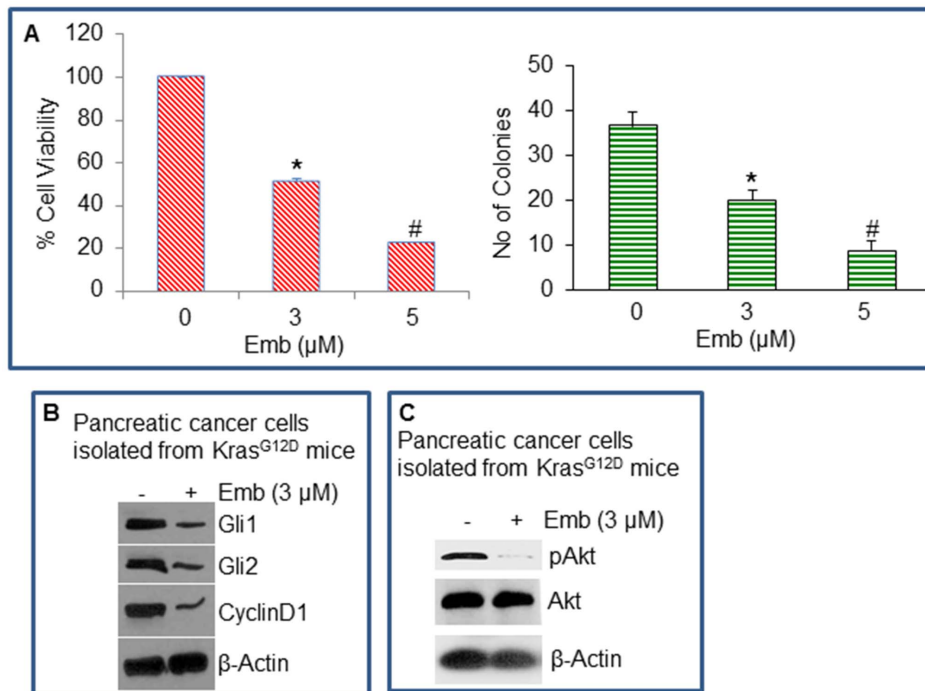 A
% Cell Viability
120
100
80
60
40
20
0
0 3 5
Emb (µM)
* #
No of Colonies
50
40
30
20
10
0
0 3 5
Emb (µM)
* #
B
Pancreatic cancer cells
isolated from Kras^G12D mice
- + Emb (3 µM)
Gli1
Gli2
CyclinD1
β-Actin
C
Pancreatic cancer cells
isolated from Kras^G12D mice
- + Emb (3 µM)
pAkt
Akt
β-Actin